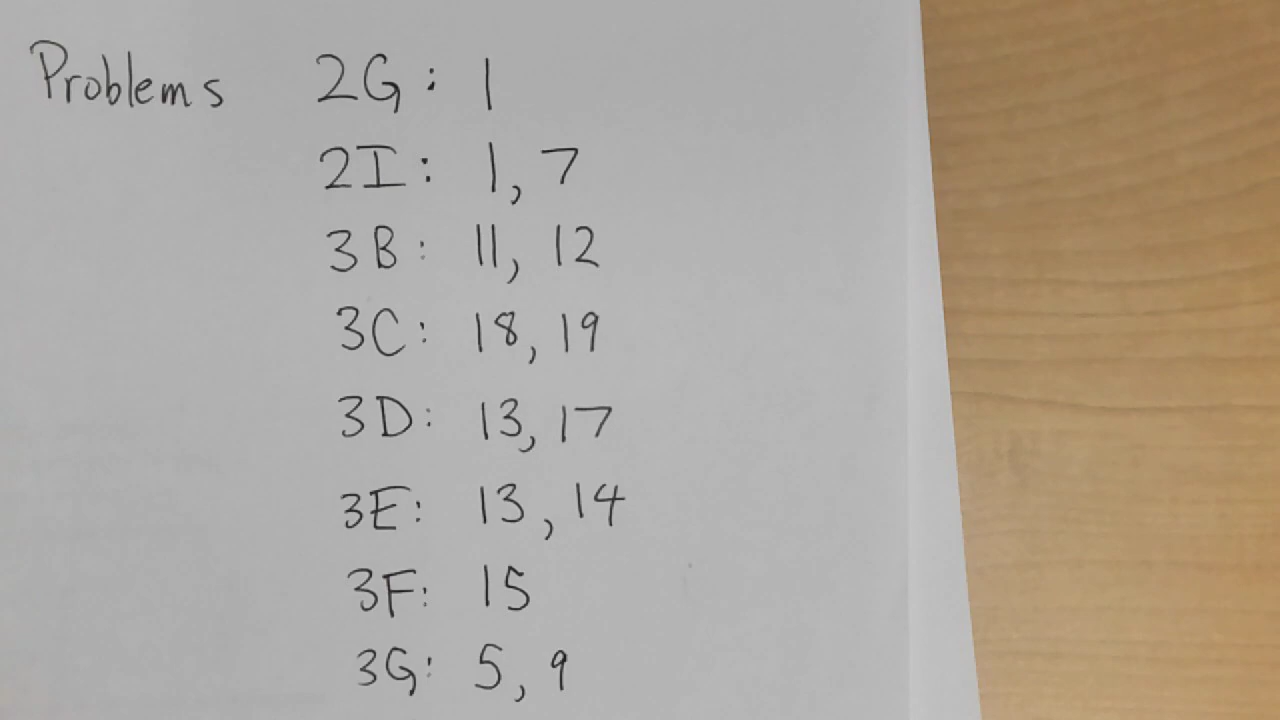 Problems 2G: 1
2I: 1, 7
3B: 11, 12
3C: 18, 19
3D: 13, 17
3E: 13, 14
3F: 15
3G: 5, 9